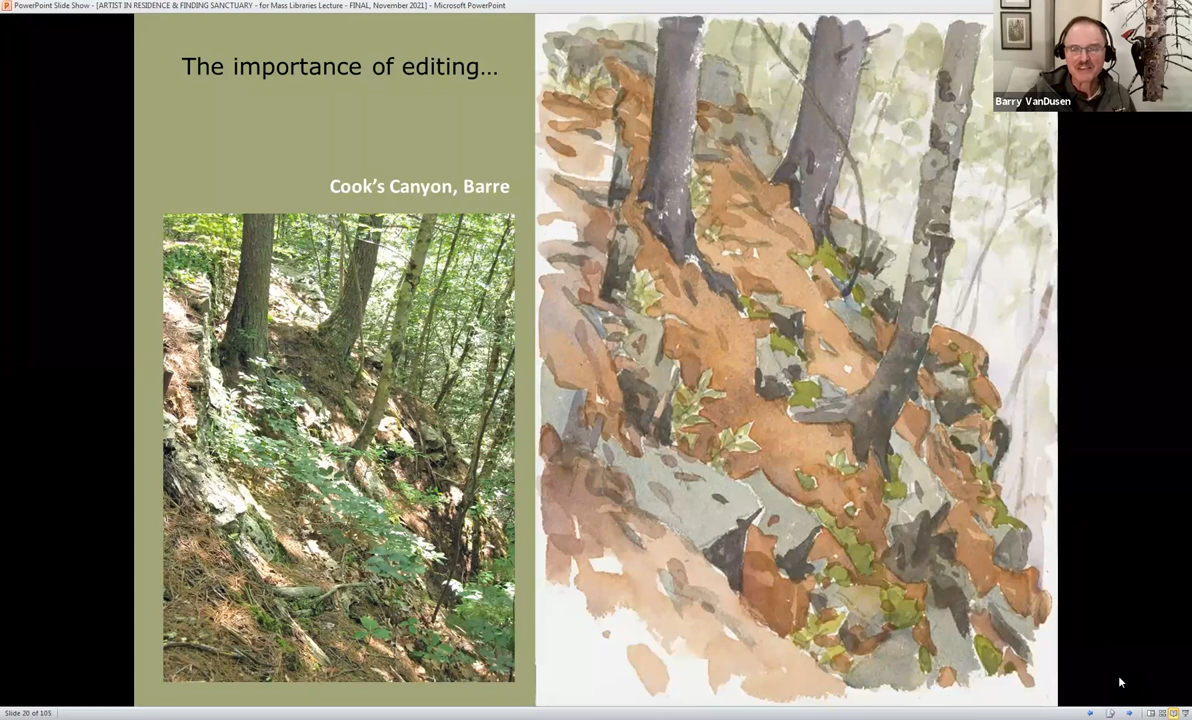 PowerPoint Slide Show - [ARTIST IN RESIDENCE & FINDING SANCTUARY - for Mass Libraries Lecture - FINAL, November 2021] - Microsoft PowerPoint
The importance of editing...
Barry VanDusen
Cook's Canyon, Barre
Slide 20 of 105